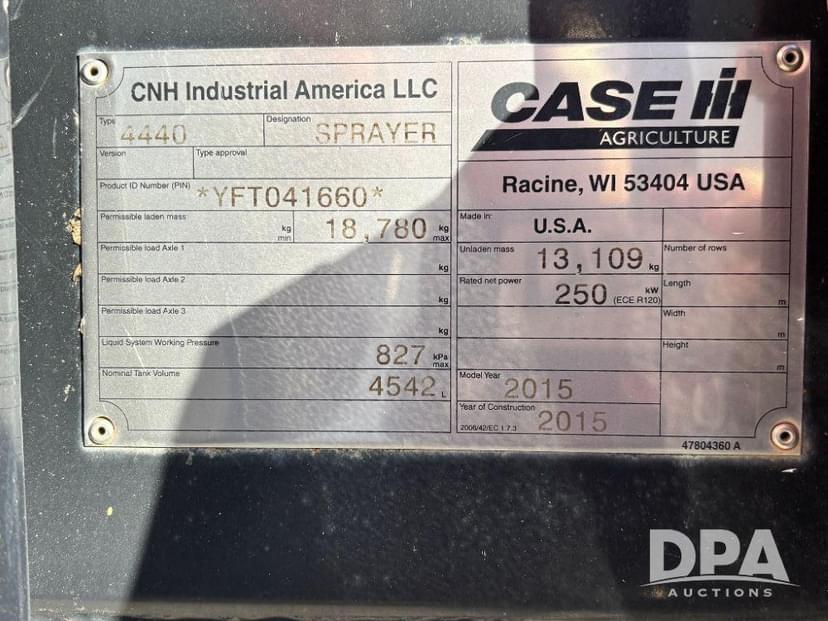 CNH Industrial America LLC
Type
4440
Designation
SPRAYER
Version
Type approval
Product ID Number (PIN)
*YFT041660*
Permissible laden mass
kg min
18,780 kg max
Permissible load Axle 1
kg
Permissible load Axle 2
kg
Permissible load Axle 3
kg
Liquid System Working Pressure
827 kPa max
Nominal Tank Volume
4542 L
CASE IH
AGRICULTURE
Racine, WI 53404 USA
Made in:
U.S.A.
Unladen mass
13,109 kg
Number of rows
Rated net power
250 kW (ECE R120)
Length
m
Width
m
Height
m
Model Year
2015
Year of Construction
2006/42/EC 1.7.3
2015
47804360 A
DPA
AUCTIONS